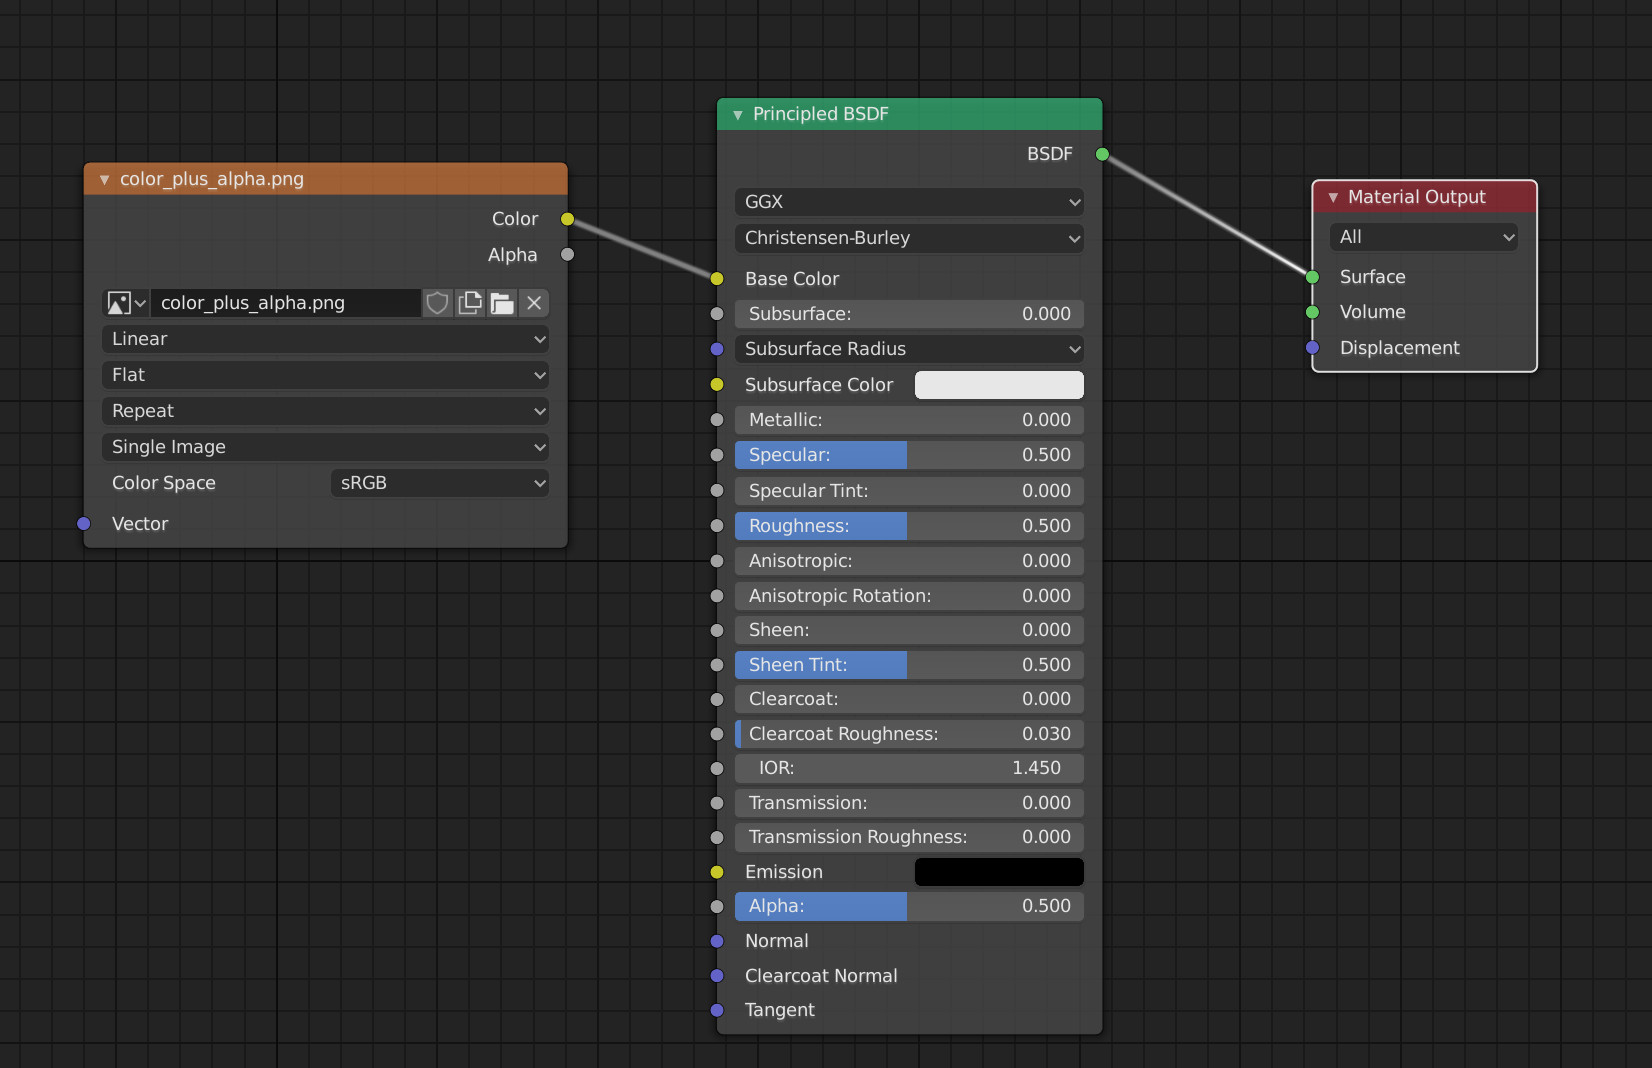 color_plus_alpha.png
Color
Alpha
color_plus_alpha.png
Linear
Flat
Repeat
Single Image
Color Space sRGB
Vector
Principled BSDF
BSDF
GGX
Christensen-Burley
Base Color
Subsurface: 0.000
Subsurface Radius
Subsurface Color
Metallic: 0.000
Specular: 0.500
Specular Tint: 0.000
Roughness: 0.500
Anisotropic: 0.000
Anisotropic Rotation: 0.000
Sheen: 0.000
Sheen Tint: 0.500
Clearcoat: 0.000
Clearcoat Roughness: 0.030
IOR: 1.450
Transmission: 0.000
Transmission Roughness: 0.000
Emission
Alpha: 0.500
Normal
Clearcoat Normal
Tangent
Material Output
All
Surface
Volume
Displacement